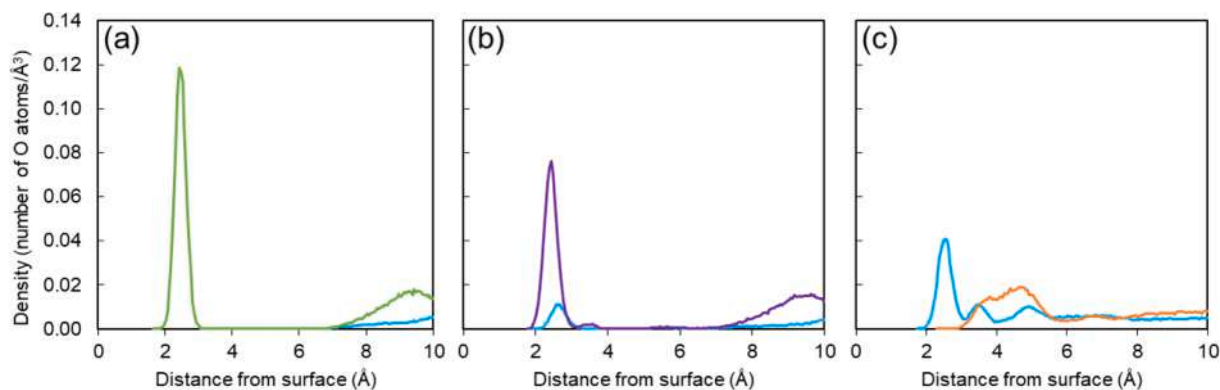 (a)
(b)
(c)
Density (number of O atoms/Å³)
0.14
0.12
0.10
0.08
0.06
0.04
0.02
0.00
0 2 4 6 8 10
0 2 4 6 8 10
0 2 4 6 8 10
Distance from surface (Å)
Distance from surface (Å)
Distance from surface (Å)